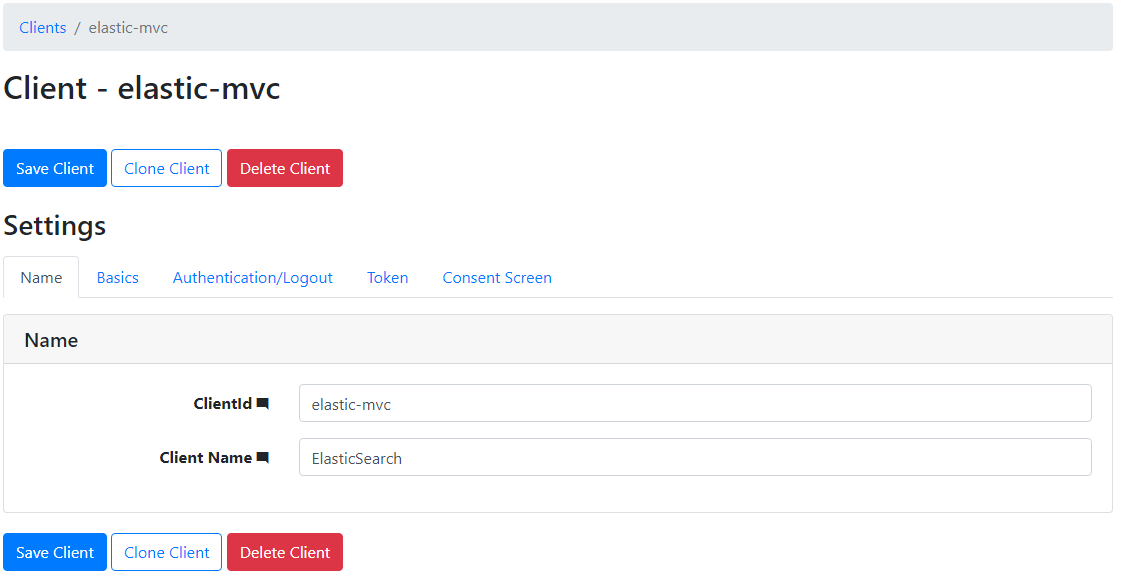 Clients / elastic-mvc
Client - elastic-mvc
Save Client Clone Client Delete Client
Settings
Name Basics Authentication/Logout Token Consent Screen
Name
ClientId elastic-mvc
Client Name ElasticSearch
Save Client Clone Client Delete Client